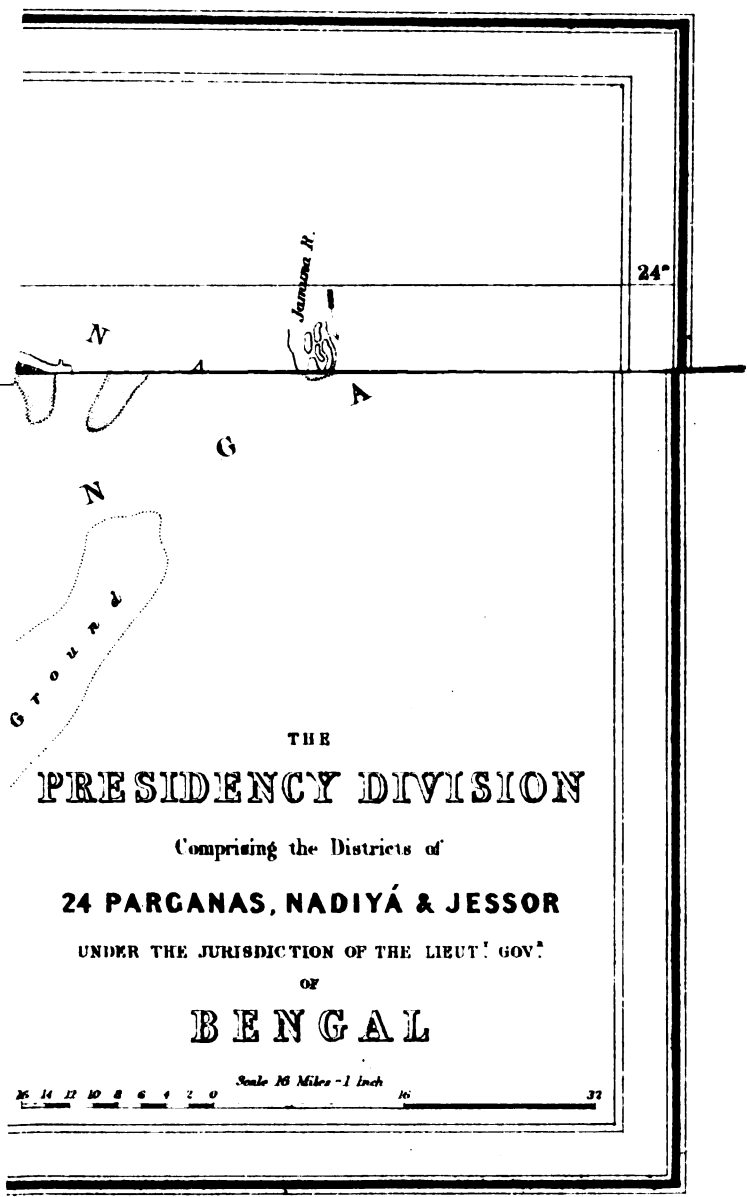 24°
Jamuna R.
N
A
G
N
Ground
THE
PRESIDENCY DIVISION
Comprising the Districts of
24 PARGANAS, NADIYÁ & JESSOR
UNDER THE JURISDICTION OF THE LIEUT.T GOV.R
OF
BENGAL
Scale 16 Miles = 1 Inch
16 14 12 10 8 6 4 2 0 16 32